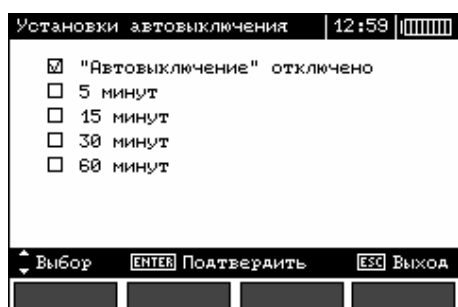 Установки автовыключения 12:59
"Автовыключение" отключено
5 минут
15 минут
30 минут
60 минут
Выбор ENTER Подтвердить ESC Выход